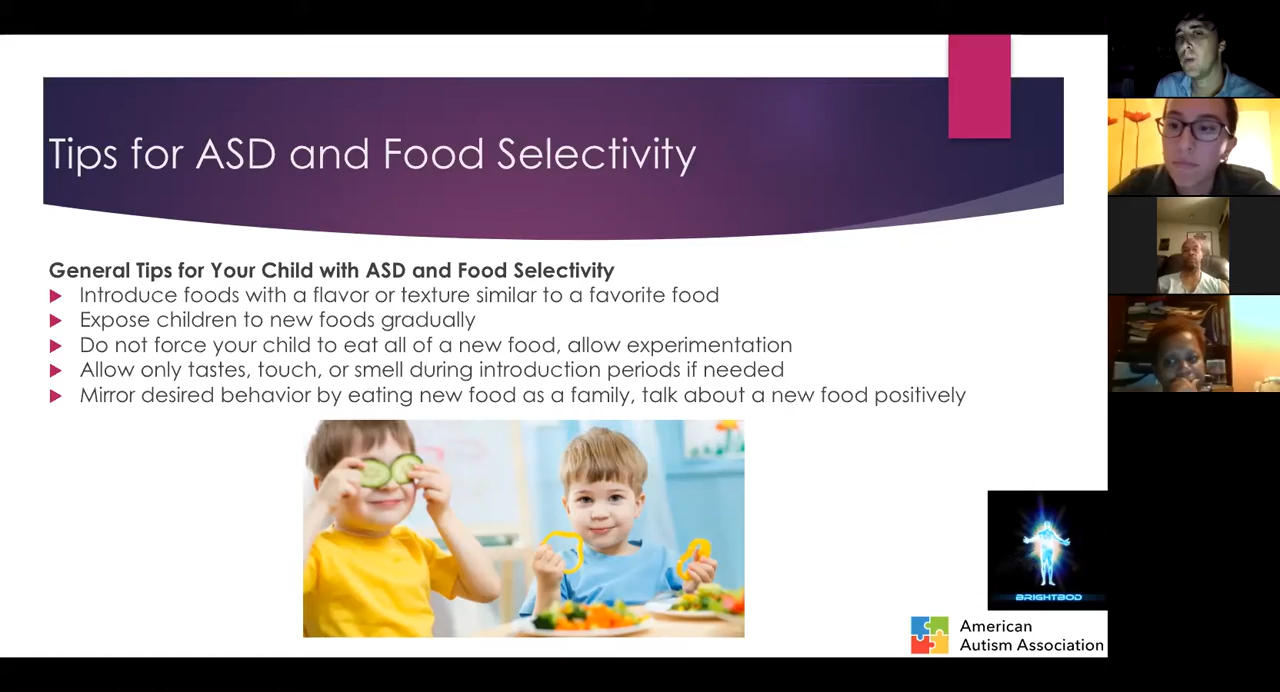 Tips for ASD and Food Selectivity
General Tips for Your Child with ASD and Food Selectivity
Introduce foods with a flavor or texture similar to a favorite food
Expose children to new foods gradually
Do not force your child to eat all of a new food, allow experimentation
Allow only tastes, touch, or smell during introduction periods if needed
Mirror desired behavior by eating new food as a family, talk about a new food positively
BRIGHTBOD
American
Autism Association